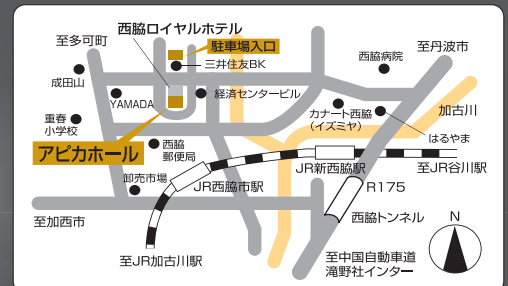 西脇ロイヤルホテル
至多可町
駐車場入口
至丹波市
西脇病院
三井住友BK
成田山
YAMADA
経済センタービル
カナート西脇
(イズミヤ)
加古川
重春
小学校
はるやま
アピカホール
西脇
郵便局
JR新西脇駅
至JR谷川駅
卸売市場
JR西脇市駅
R175
至加西市
西脇トンネル
N
至JR加古川駅
至中国自動車道
滝野社インター